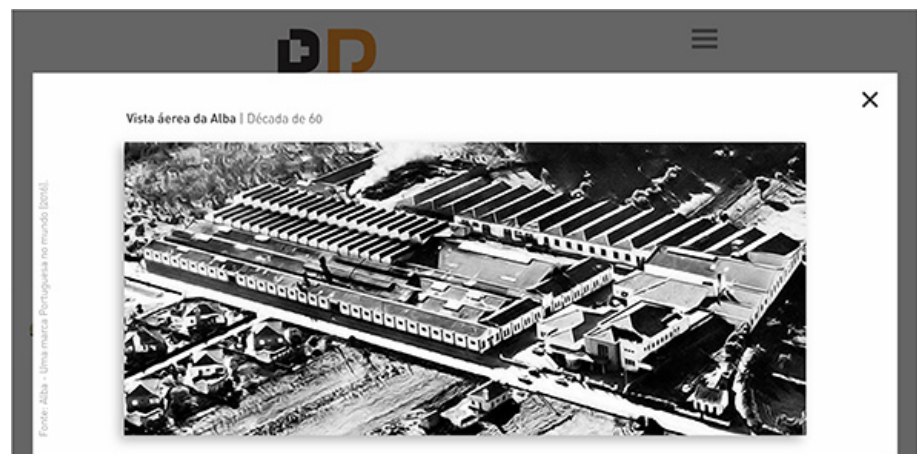 Vista áerea da Alba | Década de 60
Fonte: Alba - Uma marca Portuguesa no mundo (2016).